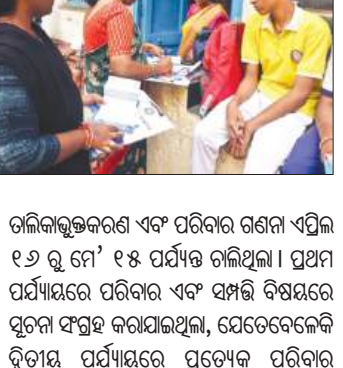 ତାଲିକାଭୁକ୍ତକରଣ ଏବଂ ପରିବାର ଗଣନା ଏପ୍ରିଲ
୧୬ ରୁ ମେ’ ୧୫ ପର୍ଯ୍ୟନ୍ତ ଚାଲିଥିଲା। ପ୍ରଥମ
ପର୍ଯ୍ୟାୟରେ ପରିବାର ଏବଂ ସମ୍ପତ୍ତି ବିଷୟରେ
ସୂଚନା ସଂଗ୍ରହ କରାଯାଇଥିଲା, ଯେତେବେଳେକି
ଦ୍ୱିତୀୟ ପର୍ଯ୍ୟାୟରେ ପ୍ରତ୍ୟେକ ପରିବାର